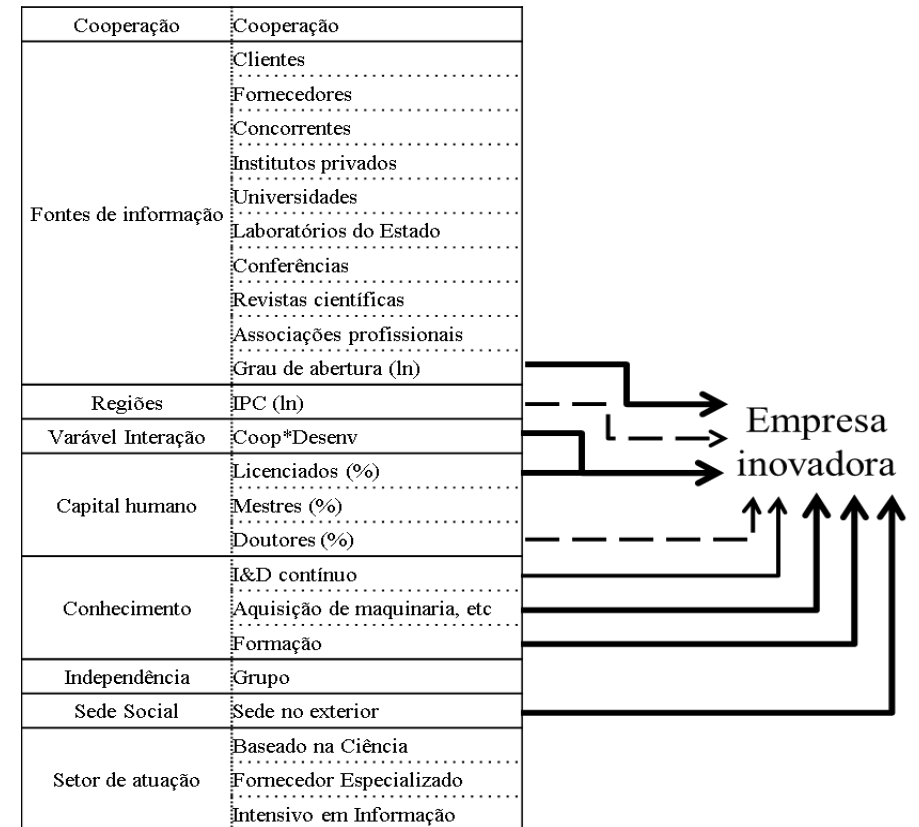 Cooperação Cooperação
Fontes de informação
Clientes
Fornecedores
Concorrentes
Institutos privados
Universidades
Laboratórios do Estado
Conferências
Revistas científicas
Associações profissionais
Grau de abertura (ln)
Regiões IPC (ln)
Varável Interação Coop*Desenv
Capital humano
Licenciados (%)
Mestres (%)
Doutores (%)
Conhecimento
I&D contínuo
Aquisição de maquinaria, etc
Formação
Independência Grupo
Sede Social Sede no exterior
Setor de atuação
Baseado na Ciência
Fornecedor Especializado
Intensivo em Informação
Empresa
inovadora